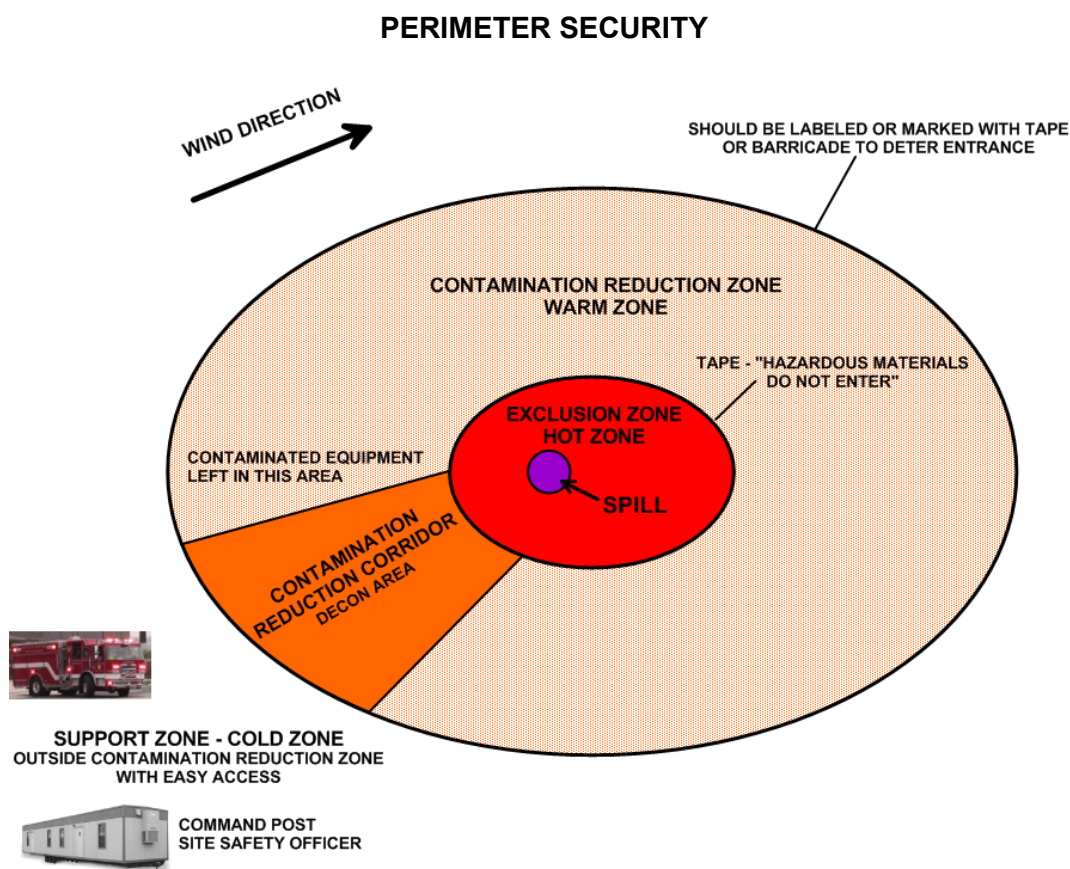 PERIMETER SECURITY
WIND DIRECTION
SHOULD BE LABELED OR MARKED WITH TAPE
OR BARRICADE TO DETER ENTRANCE
CONTAMINATION REDUCTION ZONE
WARM ZONE
TAPE - "HAZARDOUS MATERIALS
DO NOT ENTER"
EXCLUSION ZONE
HOT ZONE
SPILL
CONTAMINATED EQUIPMENT
LEFT IN THIS AREA
CONTAMINATION
REDUCTION CORRIDOR
DECON AREA
SUPPORT ZONE - COLD ZONE
OUTSIDE CONTAMINATION REDUCTION ZONE
WITH EASY ACCESS
COMMAND POST
SITE SAFETY OFFICER